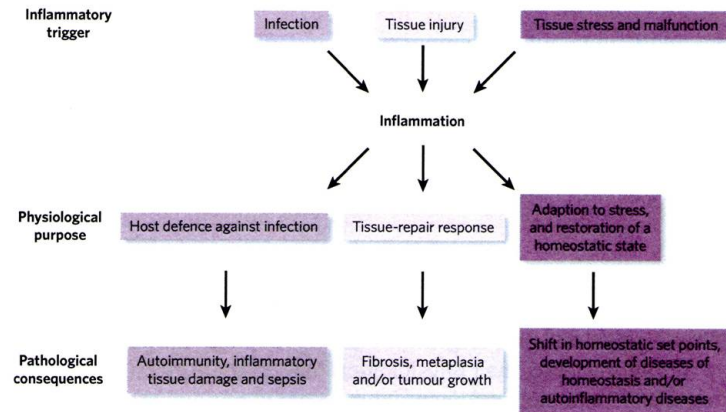 Inflammatory
trigger
Infection
Tissue injury
Tissue stress and malfunction
Inflammation
Physiological
purpose
Host defence against infection
Tissue-repair response
Adaption to stress,
and restoration of a
homeostatic state
Pathological
consequences
Autoimmunity, inflammatory
tissue damage and sepsis
Fibrosis, metaplasia
and/or tumour growth
Shift in homeostatic set points,
development of diseases of
homeostasis and/or
autoinflammatory diseases